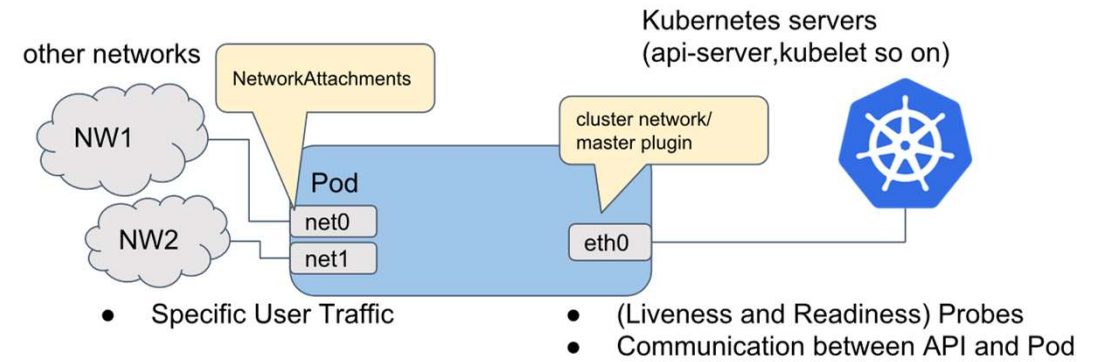 Kubernetes servers
(api-server,kubelet so on)
other networks
NetworkAttachments
NW1
cluster network/
master plugin
Pod
net0
NW2
eth0
net1
● Specific User Traffic
● (Liveness and Readiness) Probes
● Communication between API and Pod